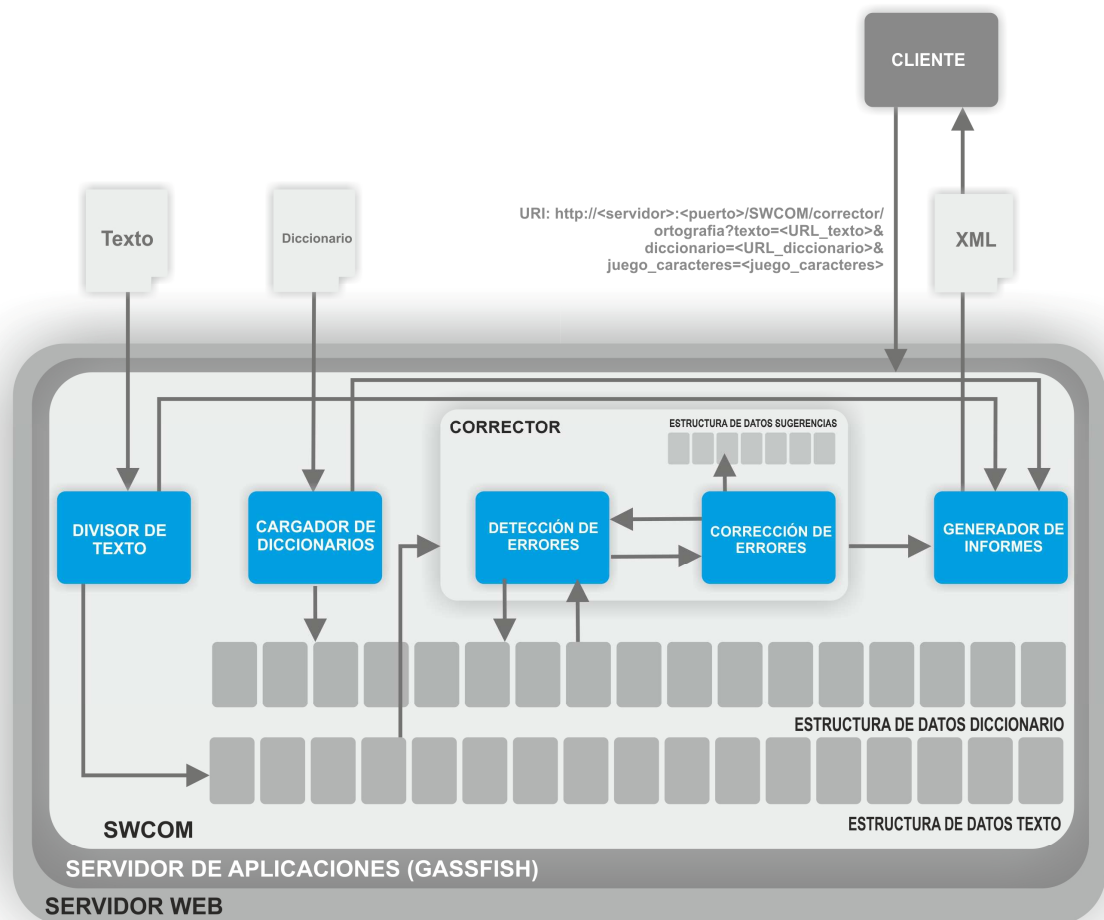 CLIENTE
Texto
Diccionario
URI: http://<servidor>:<puerto>/SWCOM/corrector/
ortografia?texto=<URL_texto>&
diccionario=<URL_diccionario>&
juego_caracteres=<juego_caracteres>
XML
CORRECTOR
ESTRUCTURA DE DATOS SUGERENCIAS
DIVISOR DE
TEXTO
CARGADOR DE
DICCIONARIOS
DETECCIÓN DE
ERRORES
CORRECCIÓN DE
ERRORES
GENERADOR DE
INFORMES
ESTRUCTURA DE DATOS DICCIONARIO
ESTRUCTURA DE DATOS TEXTO
SWCOM
SERVIDOR DE APLICACIONES (GASSFISH)
SERVIDOR WEB